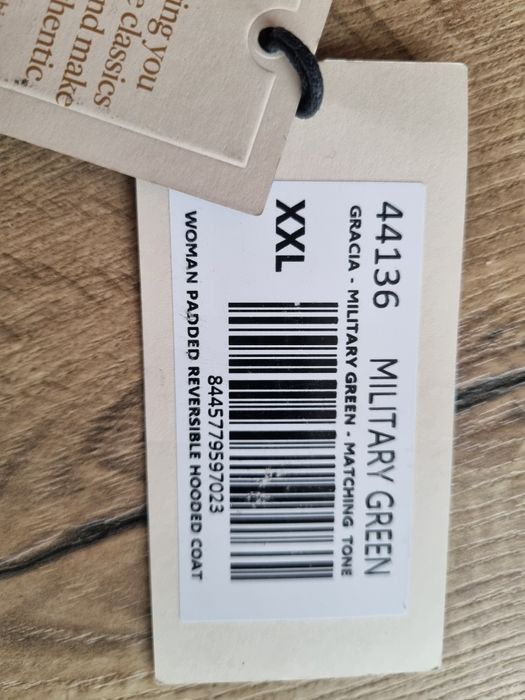 ing you
e classics
nd make
hentic
44136 MILITARY GREEN
GRACIA - MILITARY GREEN - MATCHING TONE
XXL
8445779597023
WOMAN PADDED REVERSIBLE HOODED COAT